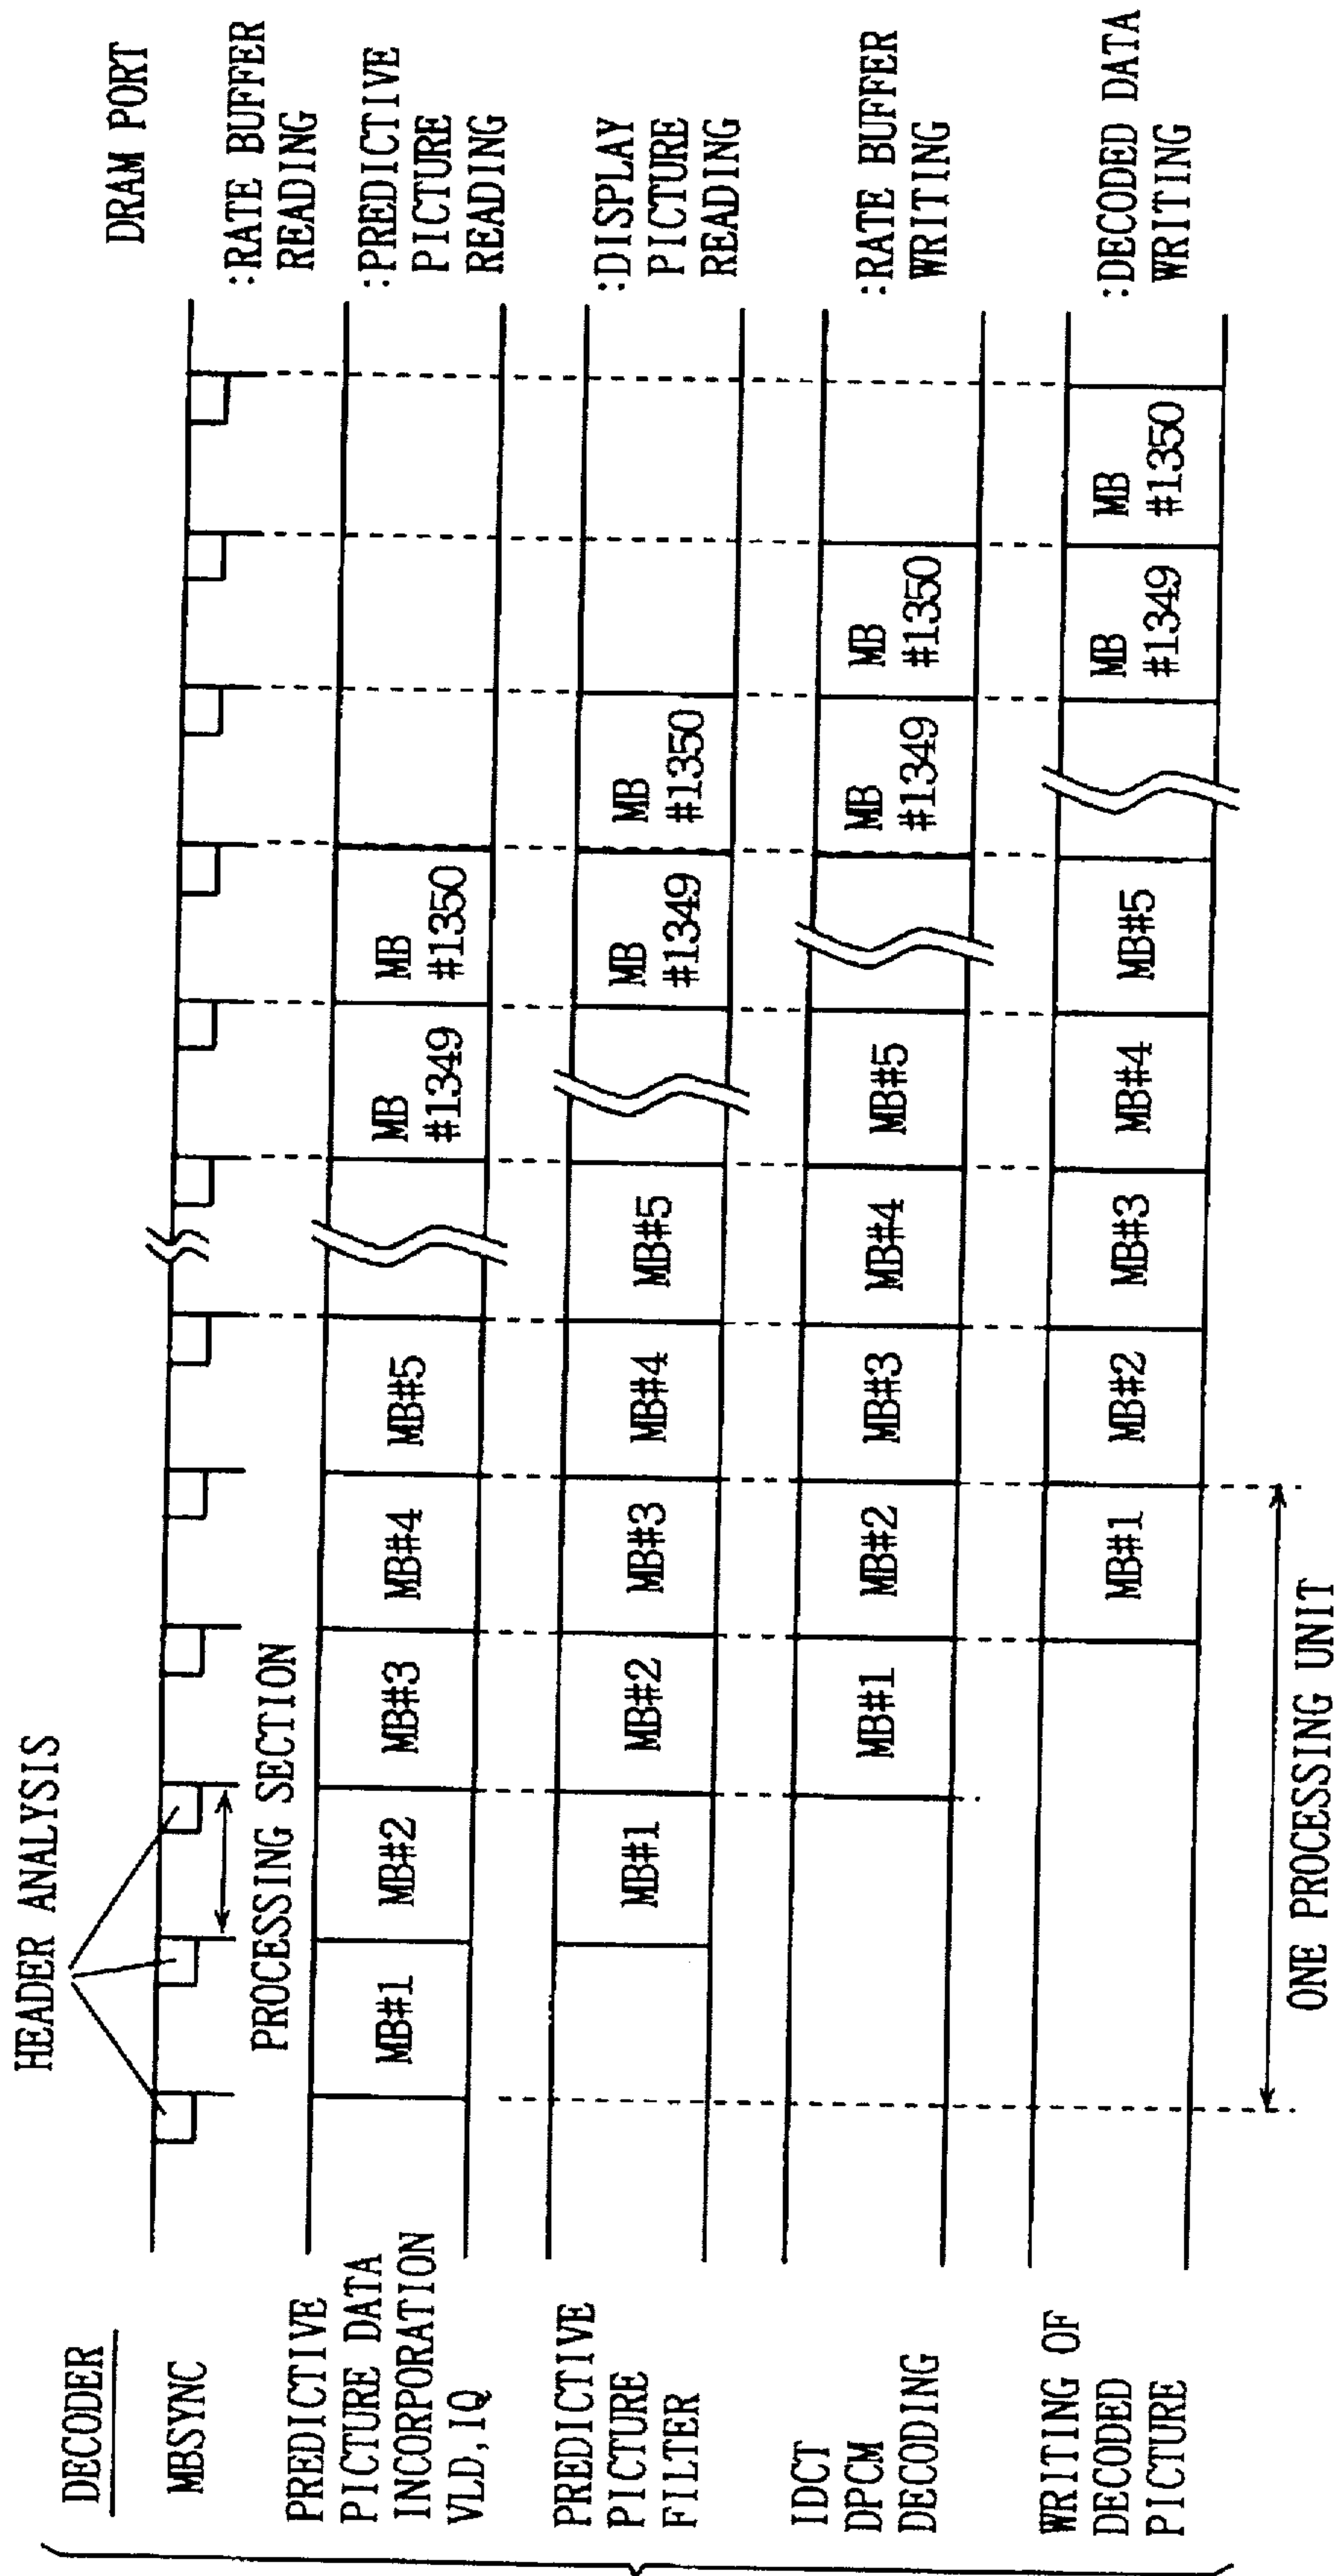 HEADER ANALYSIS
DECODER
DRAM PORT
MBSYNC
:RATE BUFFER
READING
PROCESSING SECTION
PREDICTIVE
PICTURE DATA
INCORPORATION
VLD,IQ
MB#1
MB#2
MB#3
MB#4
MB#5
MB
#1349
MB
#1350
:PREDICTIVE
PICTURE
READING
PREDICTIVE
PICTURE
FILTER
MB#1
MB#2
MB#3
MB#4
MB#5
MB
#1349
MB
#1350
:DISPLAY
PICTURE
READING
IDCT
DPCM
DECODING
MB#1
MB#2
MB#3
MB#4
MB#5
MB
#1349
MB
#1350
:RATE BUFFER
WRITING
WRITING OF
DECODED
PICTURE
MB#1
MB#2
MB#3
MB#4
MB#5
MB
#1349
MB
#1350
:DECODED DATA
WRITING
ONE PROCESSING UNIT